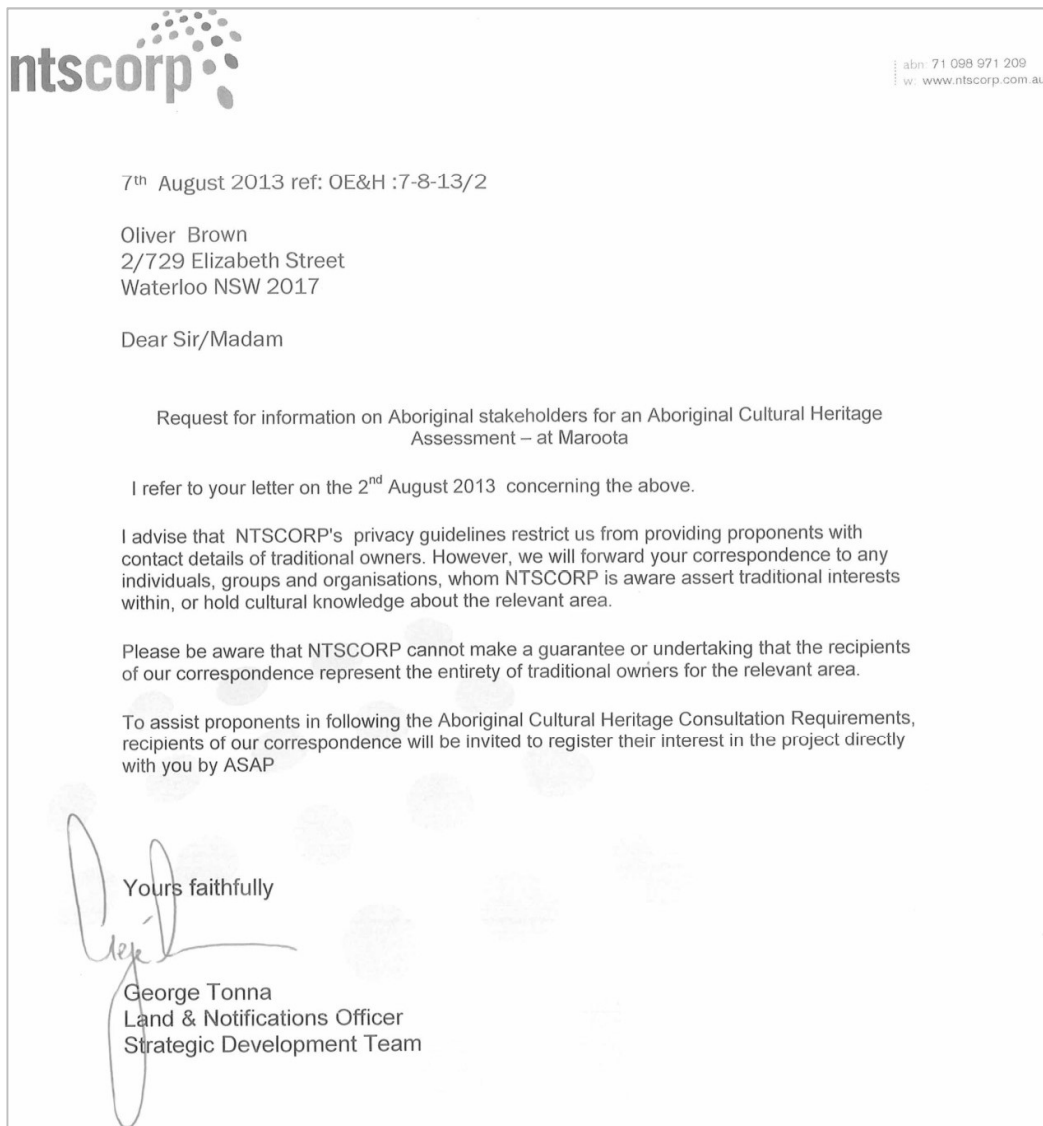 ntscorp
abn: 71 098 971 209
w: www.ntscorp.com.au
7th August 2013 ref: OE&H :7-8-13/2
Oliver Brown
2/729 Elizabeth Street
Waterloo NSW 2017
Dear Sir/Madam
Request for information on Aboriginal stakeholders for an Aboriginal Cultural Heritage
Assessment – at Maroota
I refer to your letter on the 2nd August 2013 concerning the above.
I advise that NTSCORP's privacy guidelines restrict us from providing proponents with
contact details of traditional owners. However, we will forward your correspondence to any
individuals, groups and organisations, whom NTSCORP is aware assert traditional interests
within, or hold cultural knowledge about the relevant area.
Please be aware that NTSCORP cannot make a guarantee or undertaking that the recipients
of our correspondence represent the entirety of traditional owners for the relevant area.
To assist proponents in following the Aboriginal Cultural Heritage Consultation Requirements,
recipients of our correspondence will be invited to register their interest in the project directly
with you by ASAP
Yours faithfully
George Tonna
Land & Notifications Officer
Strategic Development Team